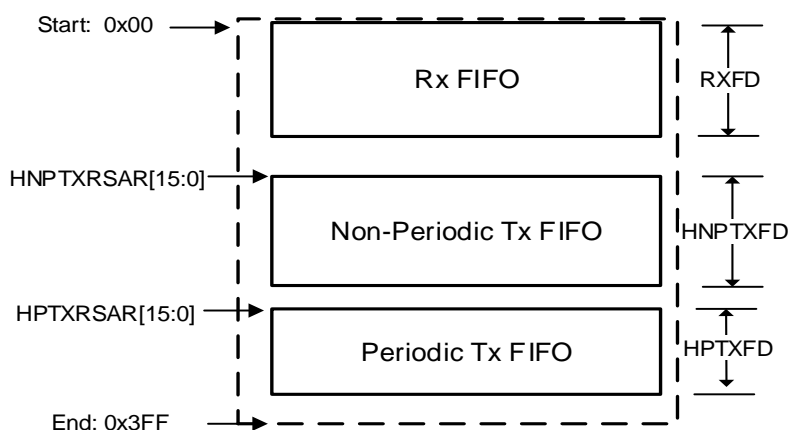 Start: 0x00
Rx FIFO
RXFD
HNPTXRSAR[15:0]
Non-Periodic Tx FIFO
HNPTXFD
HPTXRSAR[15:0]
Periodic Tx FIFO
HPTXFD
End: 0x3FF